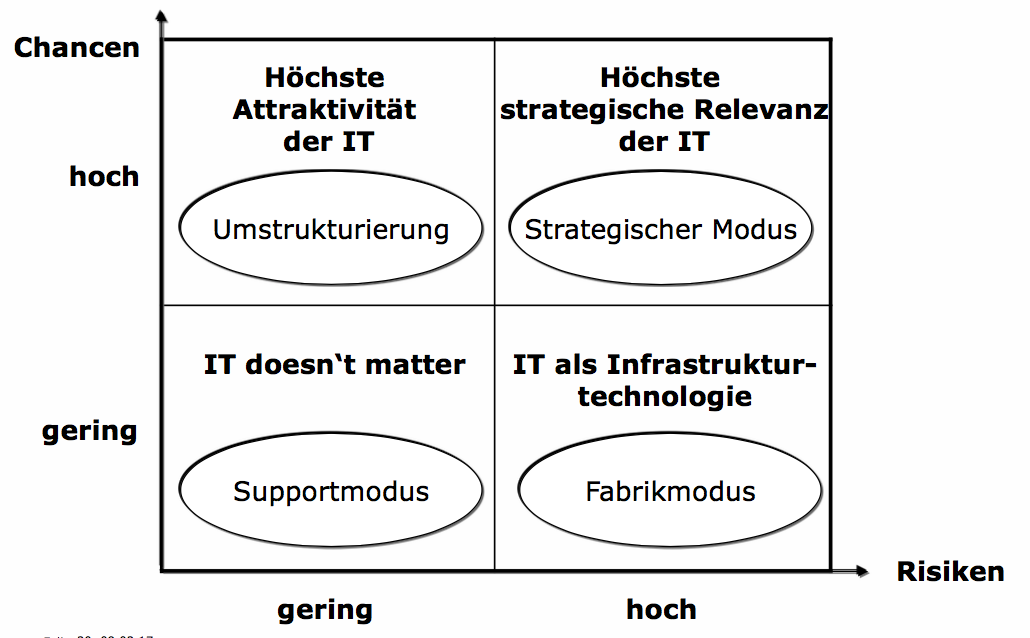 Chancen
Höchste
Attraktivität
der IT
Höchste
strategische Relevanz
der IT
hoch
Umstrukturierung
Strategischer Modus
IT doesn‘t matter
IT als Infrastruktur-
technologie
gering
Supportmodus
Fabrikmodus
Risiken
gering
hoch